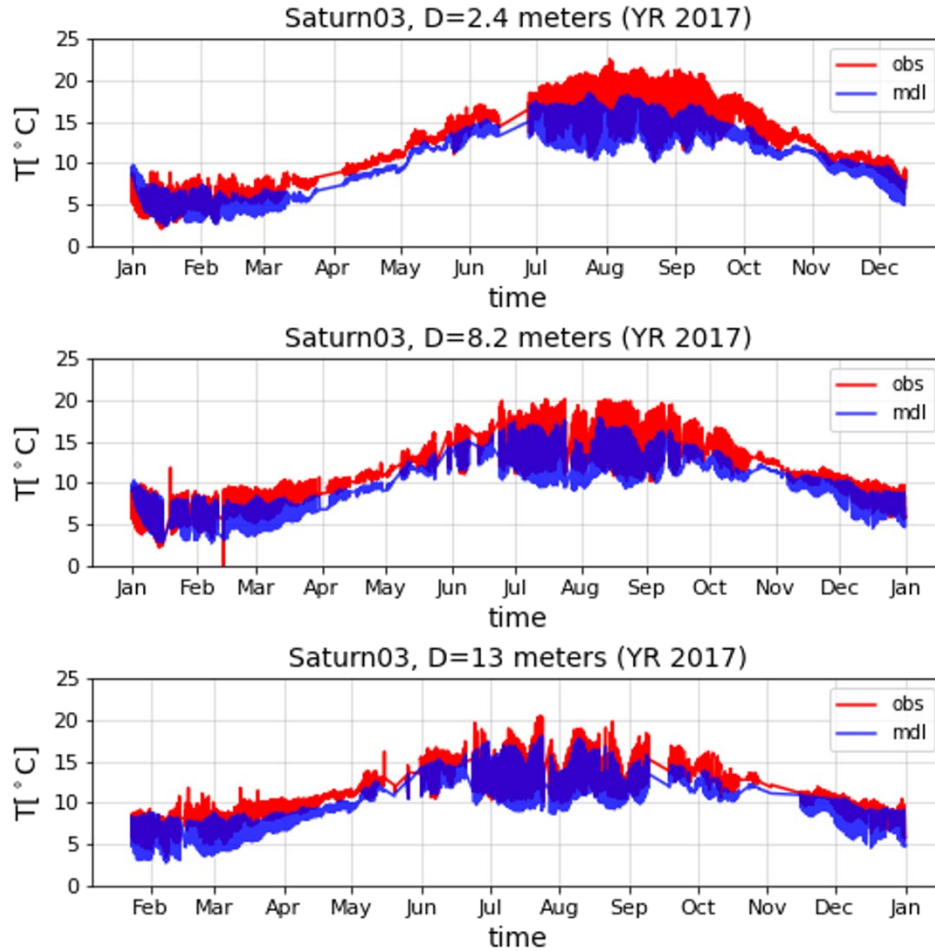 Saturn03, D=2.4 meters (YR 2017)
25
20
15
10
5
0
T[°C]
obs
mdl
Jan Feb Mar Apr May Jun Jul Aug Sep Oct Nov Dec
time
Saturn03, D=8.2 meters (YR 2017)
25
20
15
10
5
0
T[°C]
obs
mdl
Jan Feb Mar Apr May Jun Jul Aug Sep Oct Nov Dec Jan
time
Saturn03, D=13 meters (YR 2017)
25
20
15
10
5
0
T[°C]
obs
mdl
Feb Mar Apr May Jun Jul Aug Sep Oct Nov Dec Jan
time